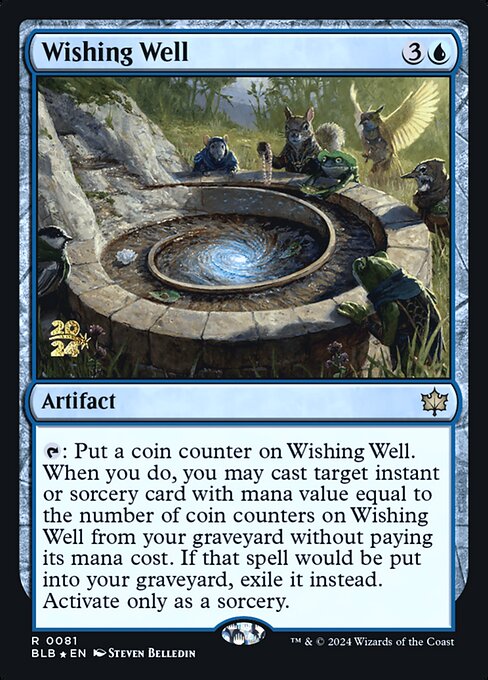 Wishing Well 3
2024
Artifact
: Put a coin counter on Wishing Well.
When you do, you may cast target instant
or sorcery card with mana value equal to
the number of coin counters on Wishing
Well from your graveyard without paying
its mana cost. If that spell would be put
into your graveyard, exile it instead.
Activate only as a sorcery.
R 0081
BLB ★ EN Steven Belledin
™ & © 2024 Wizards of the Coast